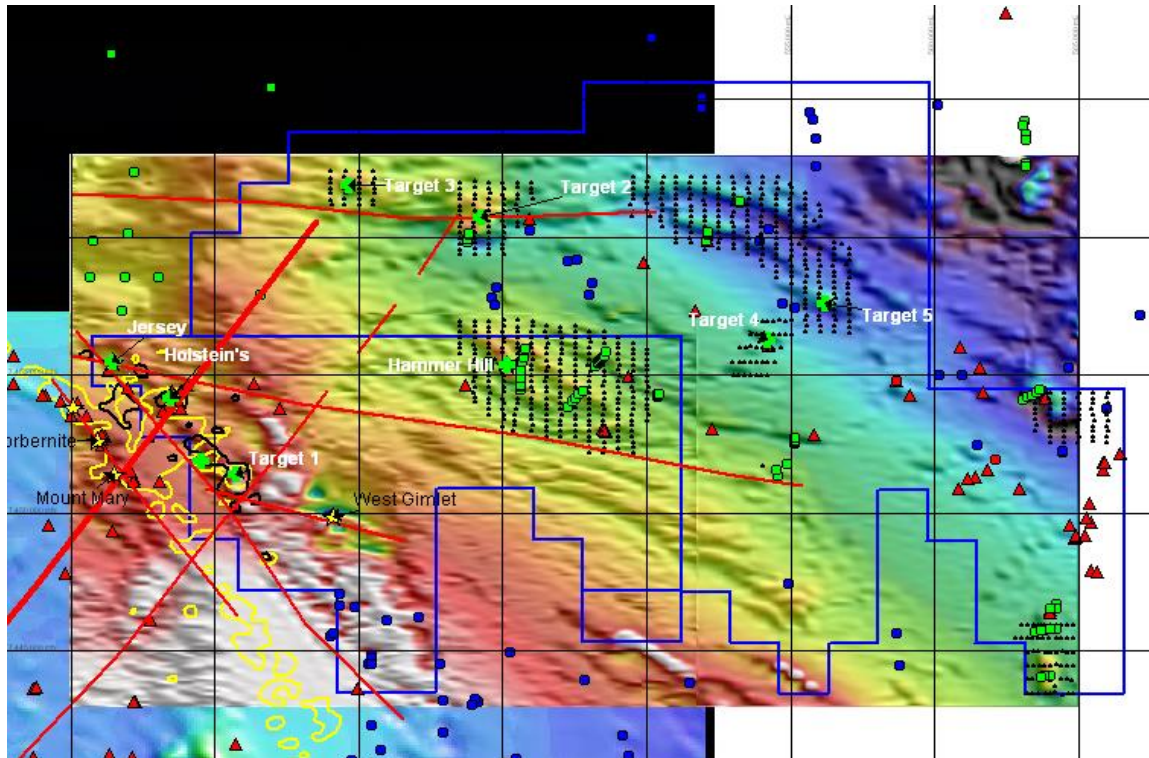 Target 3
Target 2
Target 4
Target 5
Jersey
Holstein's
Hammer Hill
orbernite
Target 1
Mount Mary
West Gimlet